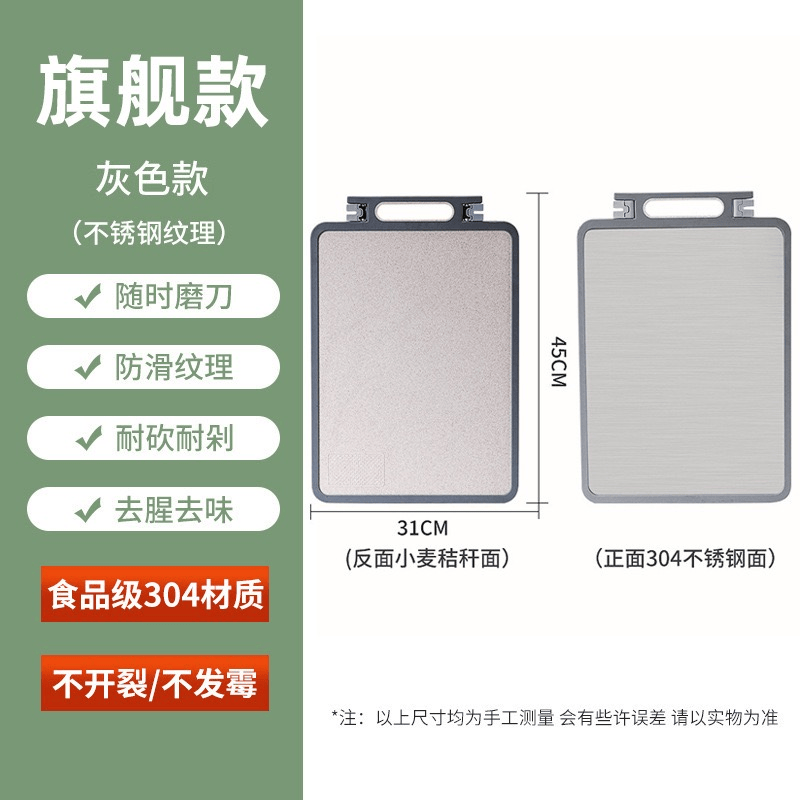 旗舰款
灰色款
（不锈钢纹理）
随时磨刀
防滑纹理
耐砍耐剁
去腥去味
食品级304材质
不开裂/不发霉
45CM
31CM
(反面小麦秸秆面）
（正面304不锈钢面）
*注：以上尺寸均为手工测量 会有些许误差 请以实物为准